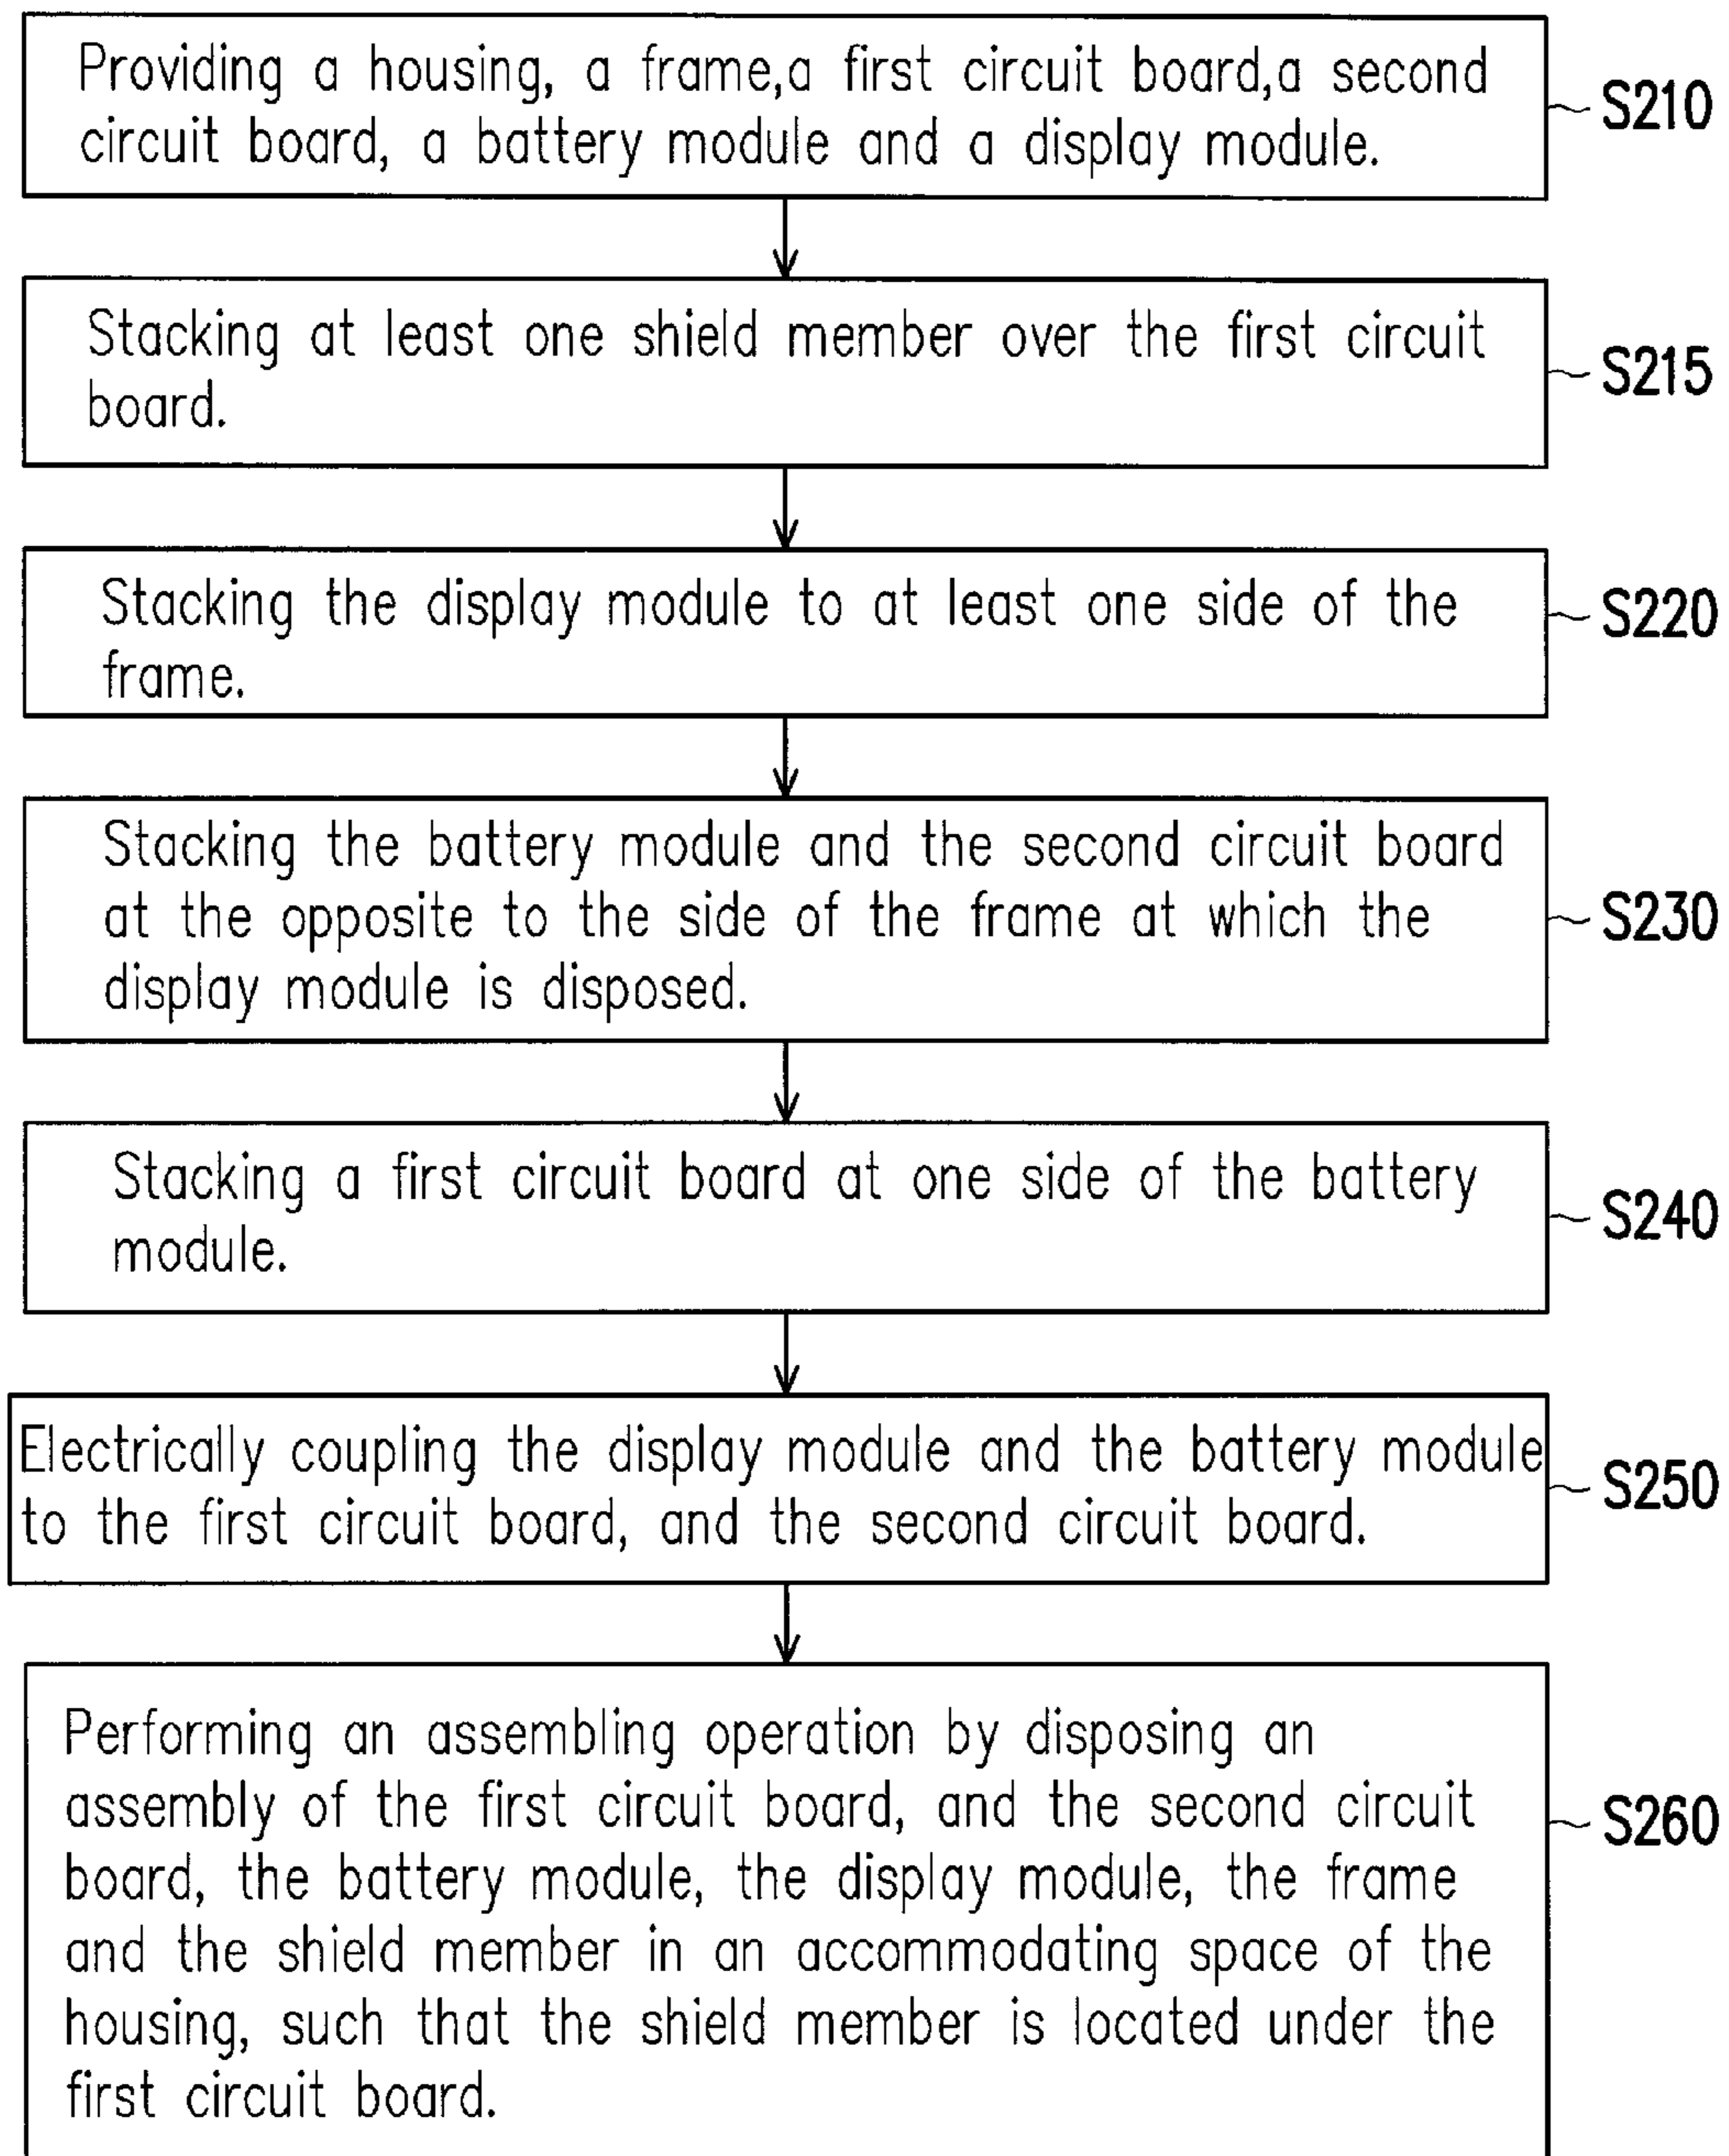 Providing a housing, a frame,a first circuit board,a second
circuit board, a battery module and a display module.
S210
Stacking at least one shield member over the first circuit
board.
S215
Stacking the display module to at least one side of the
frame.
S220
Stacking the battery module and the second circuit board
at the opposite to the side of the frame at which the
display module is disposed.
S230
Stacking a first circuit board at one side of the battery
module.
S240
Electrically coupling the display module and the battery module
to the first circuit board, and the second circuit board.
S250
Performing an assembling operation by disposing an
assembly of the first circuit board, and the second circuit
board, the battery module, the display module, the frame
and the shield member in an accommodating space of the
housing, such that the shield member is located under the
first circuit board.
S260